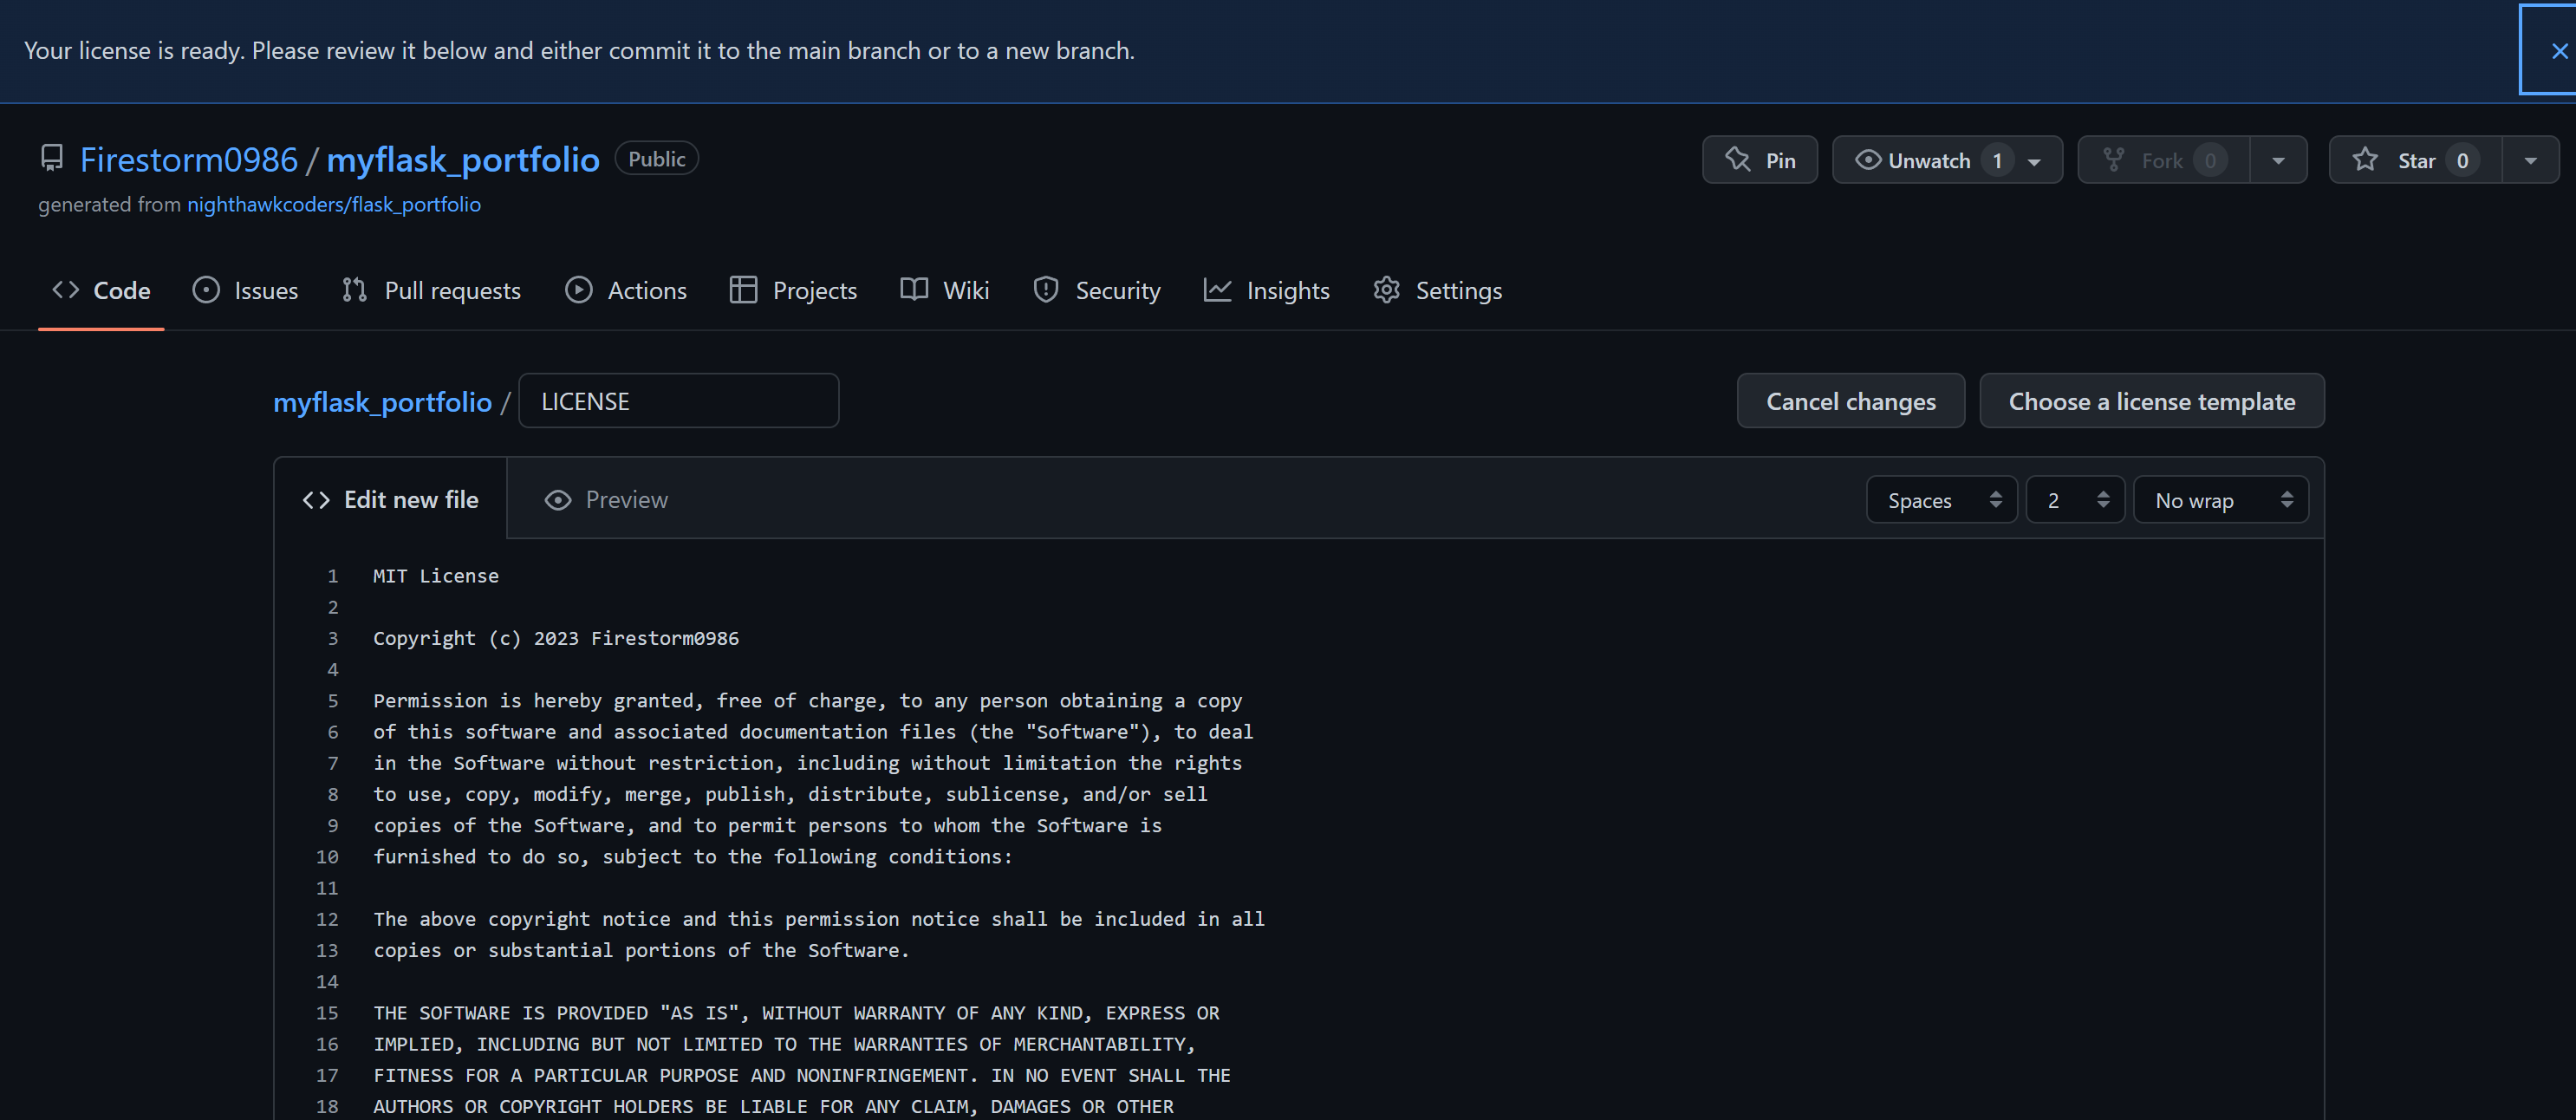 Your license is ready. Please review it below and either commit it to the main branch or to a new branch.
Firestorm0986 / myflask_portfolio Public
Pin Unwatch 1 Fork 0 Star 0
generated from nighthawkcoders/flask_portfolio
Code Issues Pull requests Actions Projects Wiki Security Insights Settings
myflask_portfolio / LICENSE Cancel changes Choose a license template
Edit new file Preview Spaces 2 No wrap
1 MIT License
2
3 Copyright (c) 2023 Firestorm0986
4
5 Permission is hereby granted, free of charge, to any person obtaining a copy
6 of this software and associated documentation files (the "Software"), to deal
7 in the Software without restriction, including without limitation the rights
8 to use, copy, modify, merge, publish, distribute, sublicense, and/or sell
9 copies of the Software, and to permit persons to whom the Software is
10 furnished to do so, subject to the following conditions:
11
12 The above copyright notice and this permission notice shall be included in all
13 copies or substantial portions of the Software.
14
15 THE SOFTWARE IS PROVIDED "AS IS", WITHOUT WARRANTY OF ANY KIND, EXPRESS OR
16 IMPLIED, INCLUDING BUT NOT LIMITED TO THE WARRANTIES OF MERCHANTABILITY,
17 FITNESS FOR A PARTICULAR PURPOSE AND NONINFRINGEMENT. IN NO EVENT SHALL THE
18 AUTHORS OR COPYRIGHT HOLDERS BE LIABLE FOR ANY CLAIM, DAMAGES OR OTHER